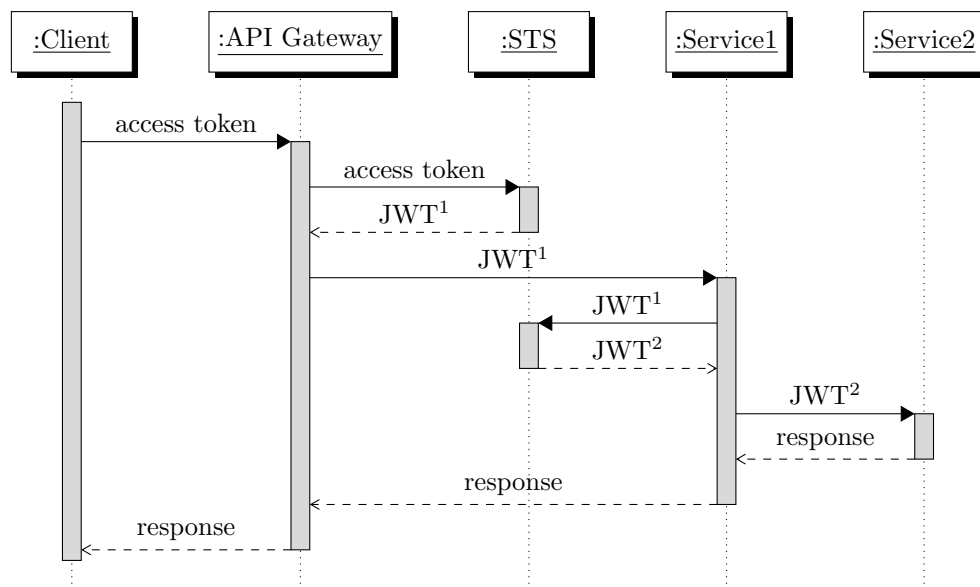 :Client
:API Gateway
:STS
:Service1
:Service2
access token
access token
JWT¹
JWT¹
JWT¹
JWT²
JWT²
response
response
response